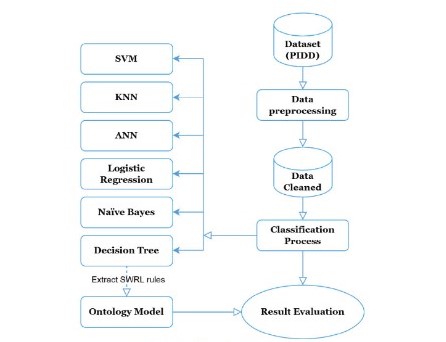 SVM
KNN
ANN
Logistic
Regression
Naïve Bayes
Decision Tree
Extract SWRL rules
Ontology Model
Dataset
(PIDD)
Data
preprocessing
Data
Cleaned
Classification
Process
Result Evaluation